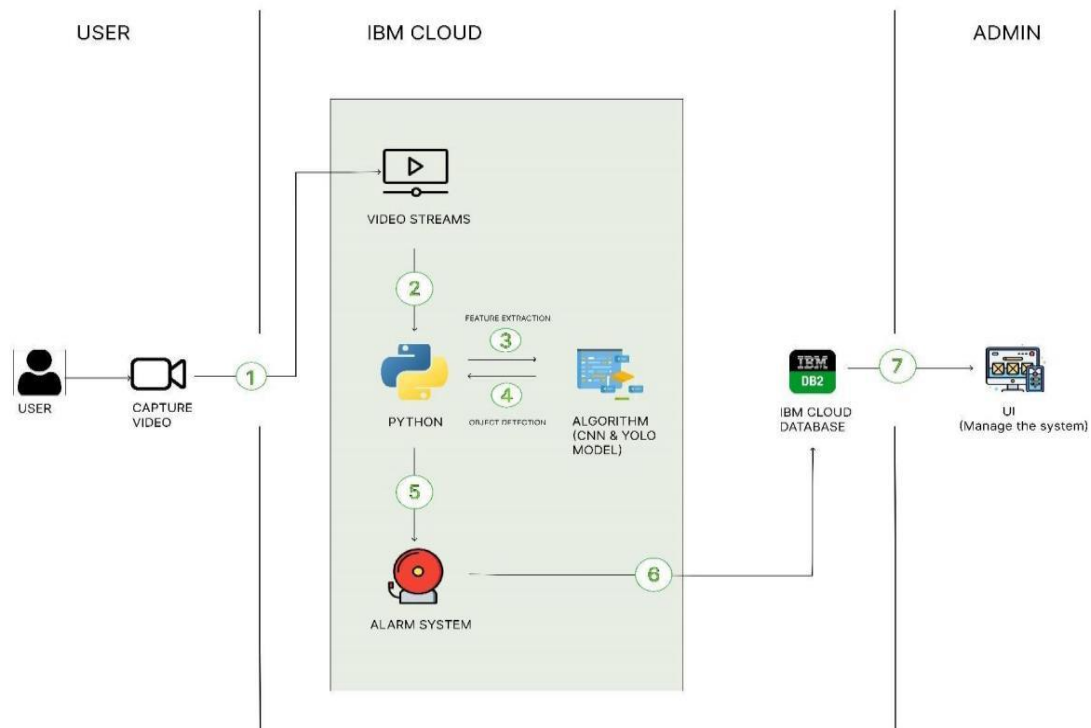 USER
IBM CLOUD
ADMIN
VIDEO STREAMS
2
FEATURE EXTRACTION
3
4
OBJECT DETECTION
1
USER
CAPTURE
VIDEO
PYTHON
ALGORITHM
(CNN & YOLO
MODEL)
IBM
DB2
IBM CLOUD
DATABASE
7
UI
(Manage the system)
5
6
ALARM SYSTEM